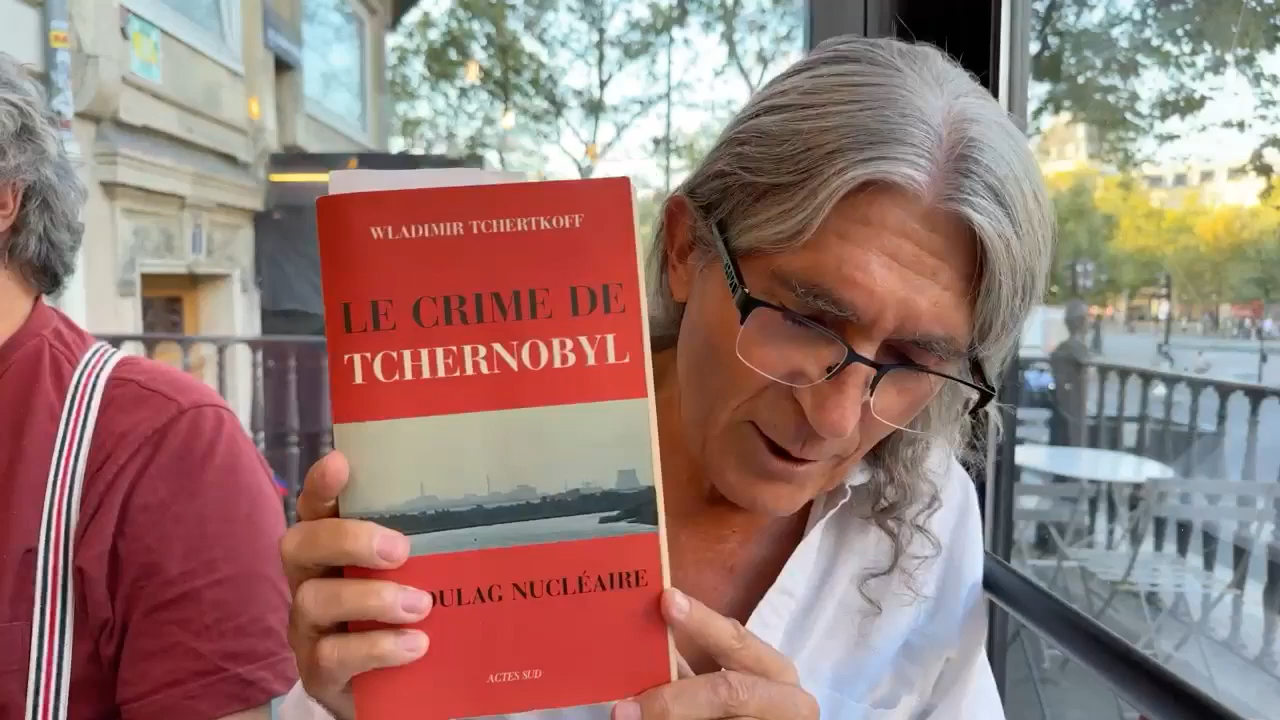 WLADIMIR TCHERTKOFF
LE CRIME DE
TCHERNOBYL
OULAG NUCLÉAIRE
ACTES SUD